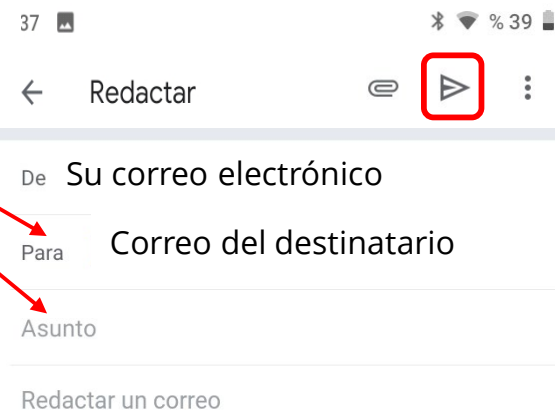 37 % 39
Redactar
De Su correo electrónico
Para Correo del destinatario
Asunto
Redactar un correo